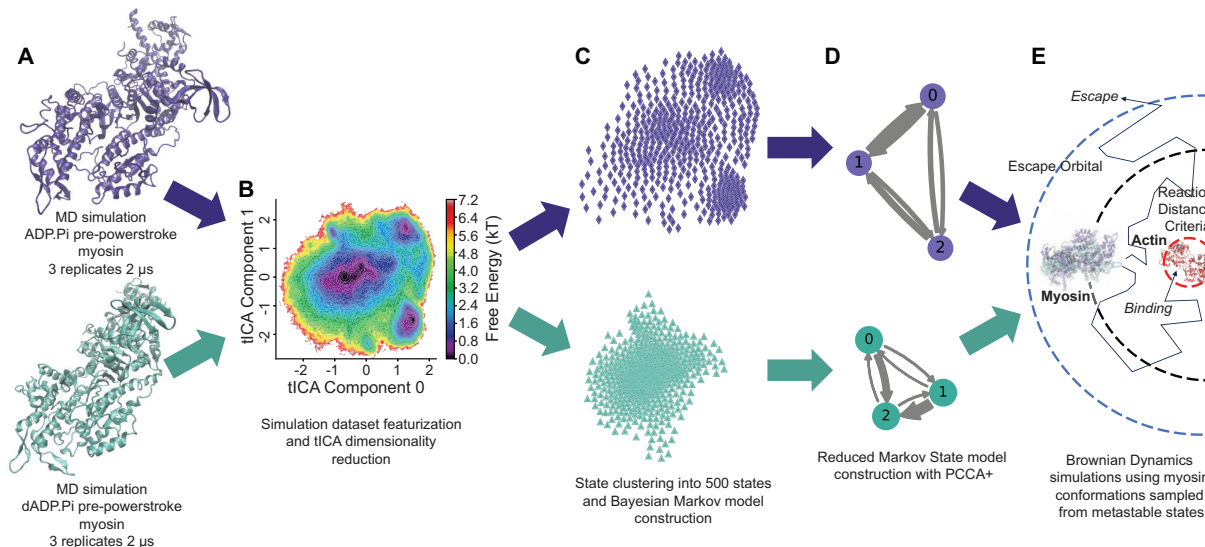 A
MD simulation
ADP.Pi pre-powerstroke
myosin
3 replicates 2 µs
MD simulation
dADP.Pi pre-powerstroke
myosin
3 replicates 2 µs
B
tICA Component 1
2
1
0
-1
-2
-2
-1
0
1
2
tICA Component 0
7.2
6.4
5.6
4.8
4.0
3.2
2.4
1.6
0.8
0.0
Free Energy (kT)
Simulation dataset featurization
and tICA dimensionality
reduction
C
State clustering into 500 states
and Bayesian Markov model
construction
D
0
1
2
0
1
2
Reduced Markov State model
construction with PCCA+
E
Escape
Escape Orbital
Reaction
Distance
Criteria
Actin
Myosin
Binding
Brownian Dynamics
simulations using myosin
conformations sampled
from metastable states